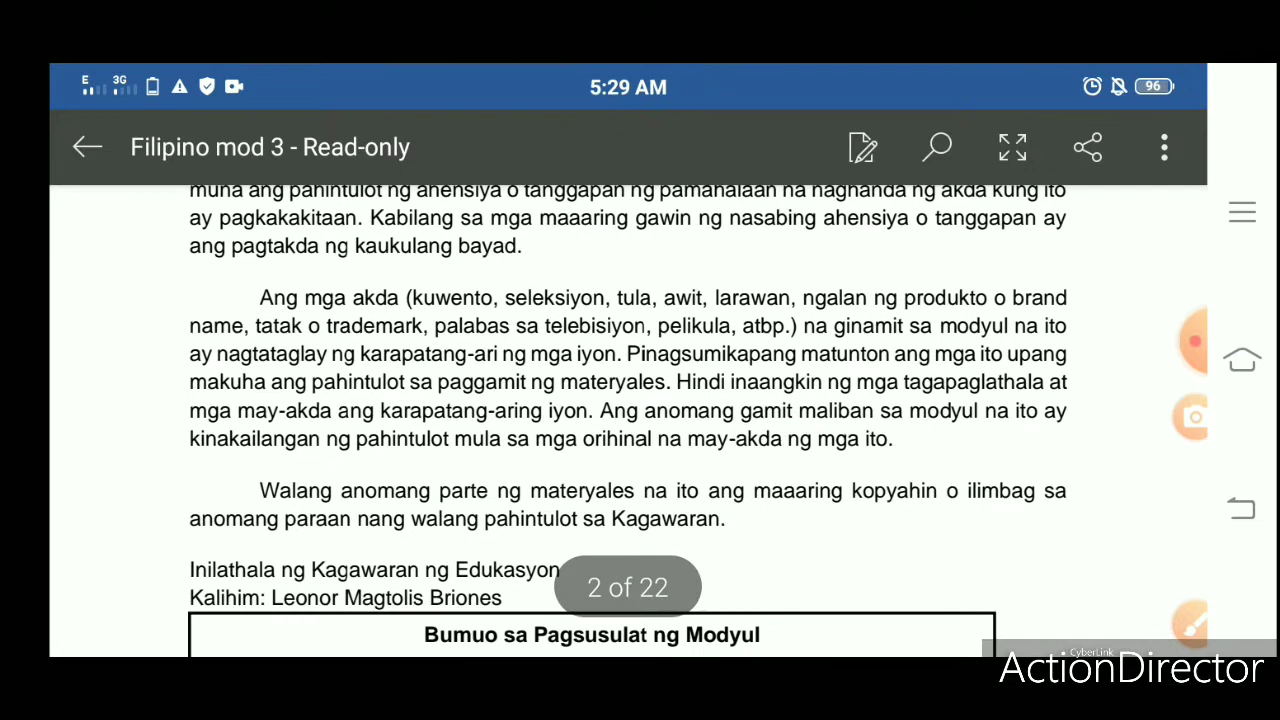 E 3G 5:29 AM 96
Filipino mod 3 - Read-only
muna ang pahintulot ng ahensiya o tanggapan ng pamahalaan na naghanda ng akda kung ito
ay pagkakakitaan. Kabilang sa mga maaaring gawin ng nasabing ahensiya o tanggapan ay
ang pagtakda ng kaukulang bayad.
Ang mga akda (kuwento, seleksiyon, tula, awit, larawan, ngalan ng produkto o brand
name, tatak o trademark, palabas sa telebisiyon, pelikula, atbp.) na ginamit sa modyul na ito
ay nagtataglay ng karapatang-ari ng mga iyon. Pinagsumikapang matunton ang mga ito upang
makuha ang pahintulot sa paggamit ng materyales. Hindi inaangkin ng mga tagapaglathala at
mga may-akda ang karapatang-aring iyon. Ang anomang gamit maliban sa modyul na ito ay
kinakailangan ng pahintulot mula sa mga orihinal na may-akda ng mga ito.
Walang anomang parte ng materyales na ito ang maaaring kopyahin o ilimbag sa
anomang paraan nang walang pahintulot sa Kagawaran.
Inilathala ng Kagawaran ng Edukasyon
2 of 22
Kalihim: Leonor Magtolis Briones
Bumuo sa Pagsusulat ng Modyul
CyberLink
ActionDirector